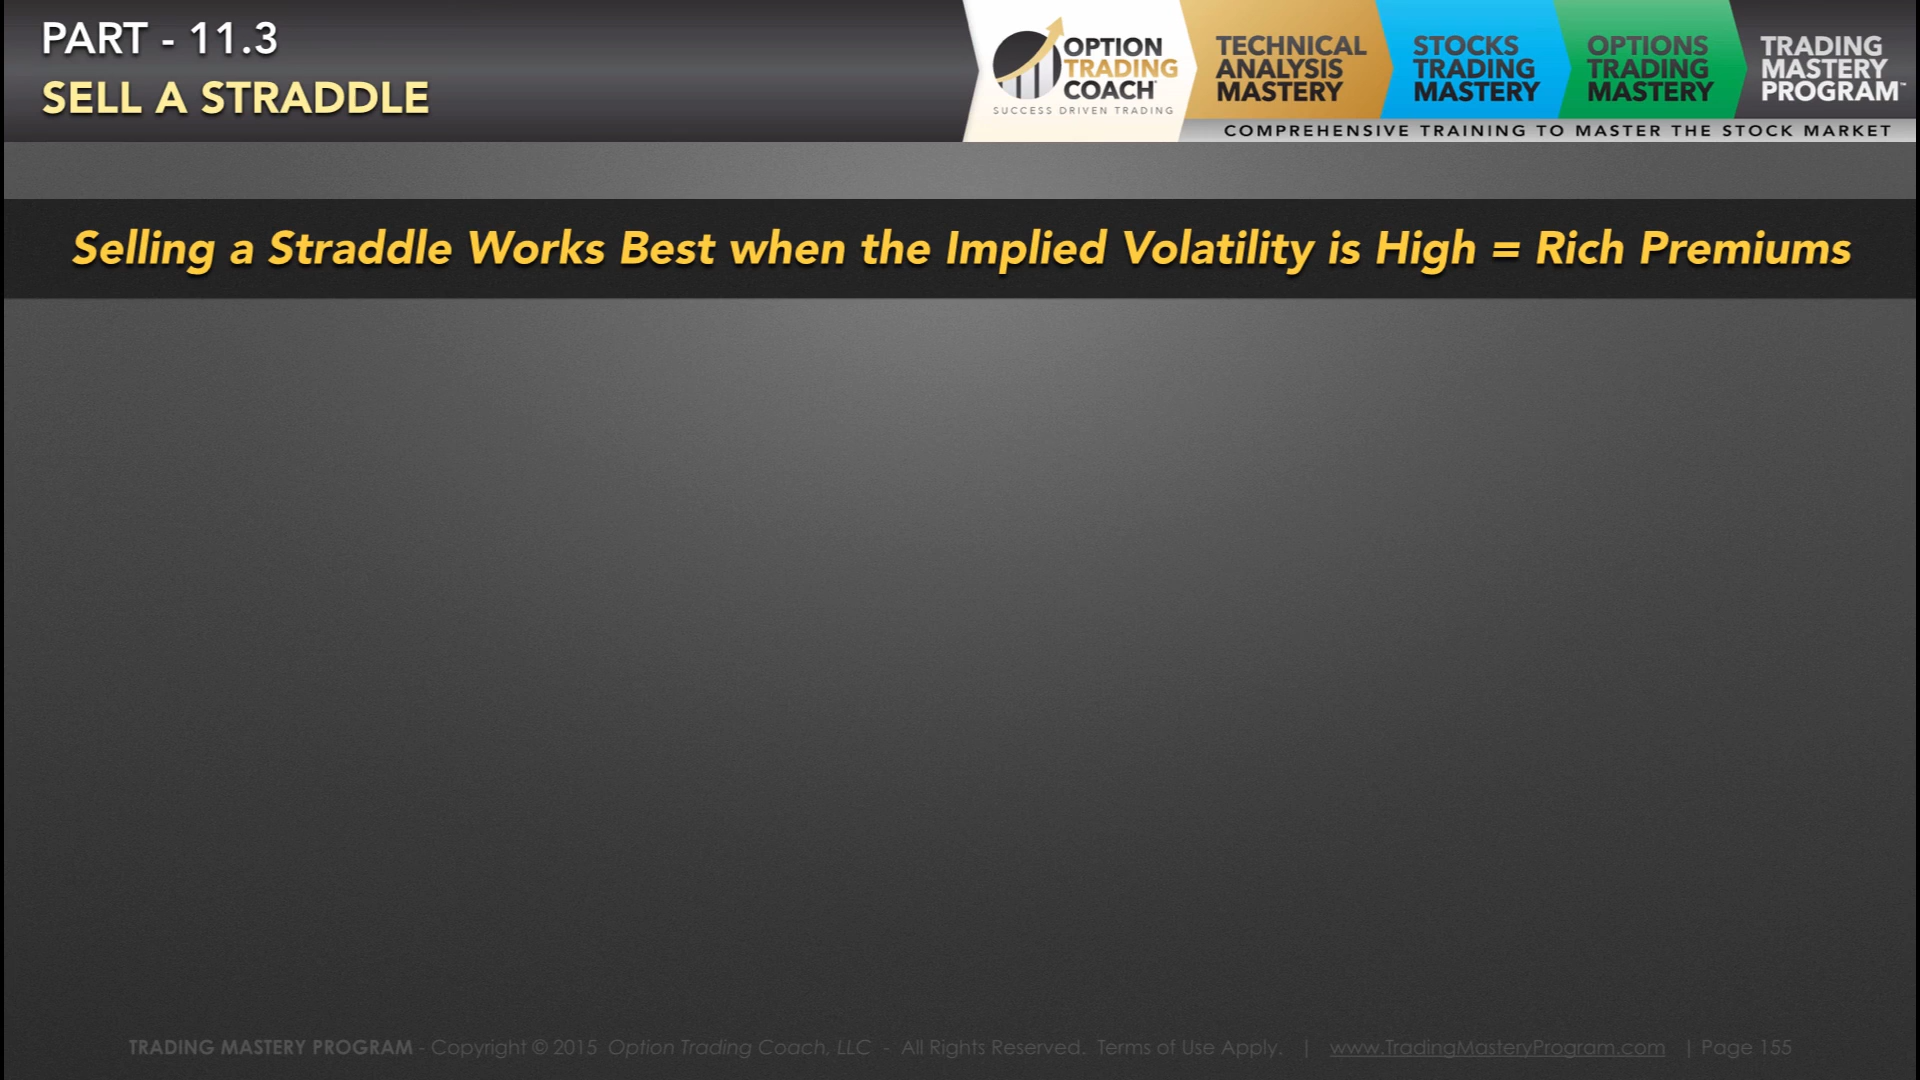 PART - 11.3
SELL A STRADDLE
OPTION
TRADING
COACH
SUCCESS DRIVEN TRADING
TECHNICAL
ANALYSIS
MASTERY
STOCKS
TRADING
MASTERY
OPTIONS
TRADING
MASTERY
TRADING
MASTERY
PROGRAM™
COMPREHENSIVE TRAINING TO MASTER THE STOCK MARKET
Selling a Straddle Works Best when the Implied Volatility is High = Rich Premiums
TRADING MASTERY PROGRAM - Copyright © 2015 Option Trading Coach, LLC - All Rights Reserved. Terms of Use Apply. | www.TradingMasteryProgram.com | Page 155